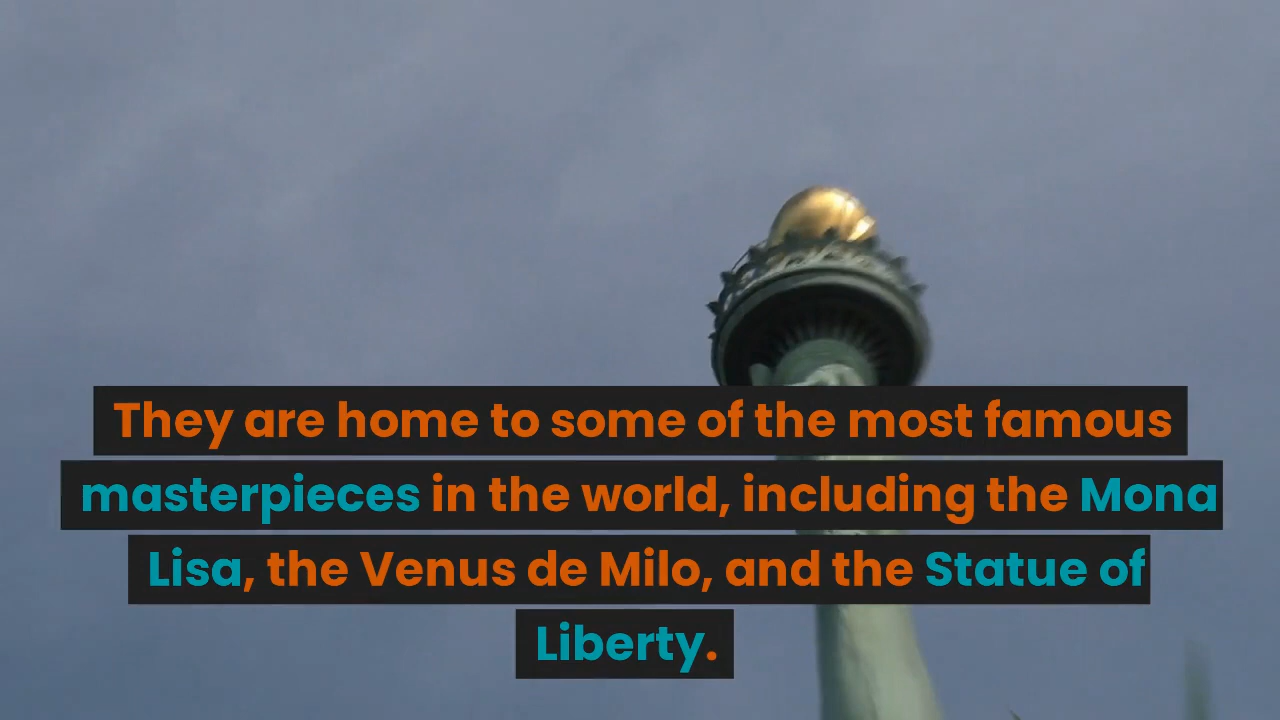 They are home to some of the most famous
masterpieces in the world, including the Mona
Lisa, the Venus de Milo, and the Statue of
Liberty.